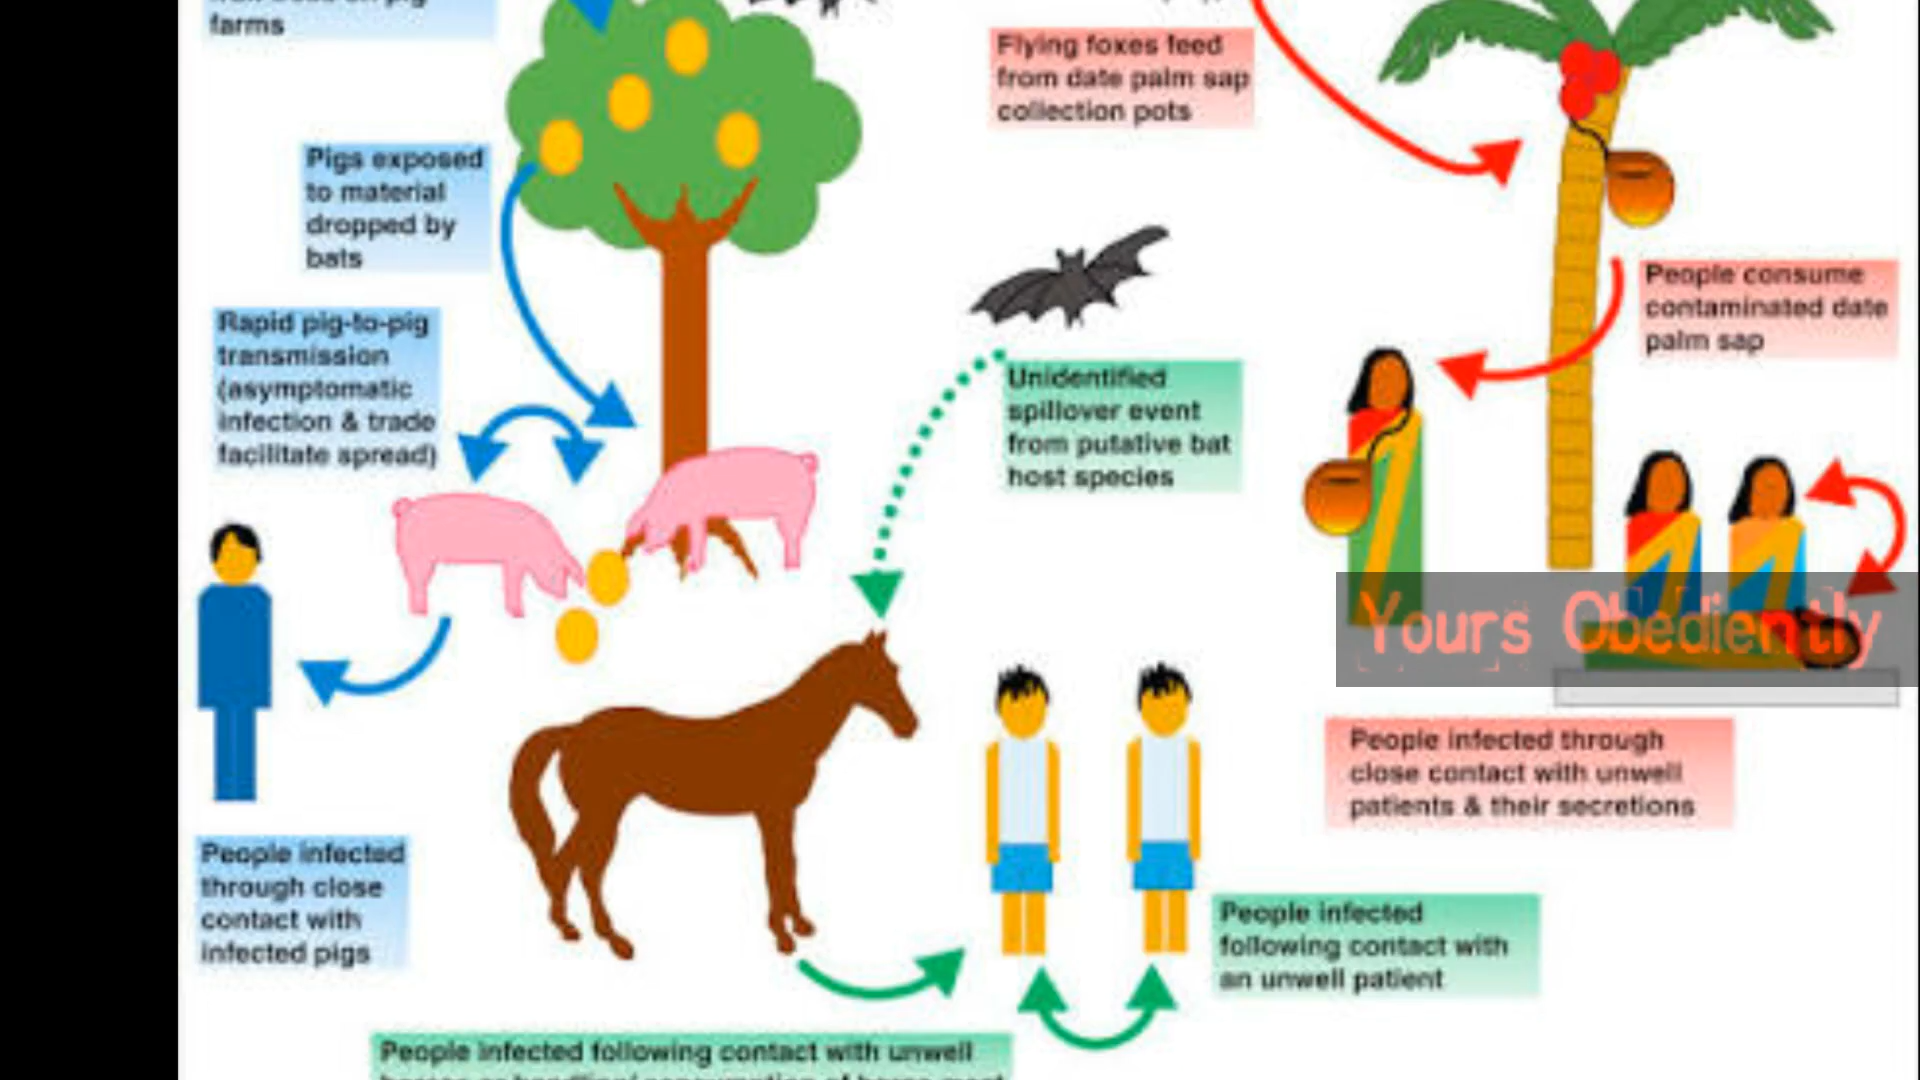 farms
Flying foxes feed
from date palm sap
collection pots
Pigs exposed
to material
dropped by
bats
People consume
contaminated date
palm sap
Rapid pig-to-pig
transmission
(asymptomatic
infection & trade
facilitate spread)
Unidentified
spillover event
from putative bat
host species
Yours Obediently
People infected through
close contact with unwell
patients & their secretions
People infected
through close
contact with
infected pigs
People infected
following contact with
an unwell patient
People infected following contact with unwell